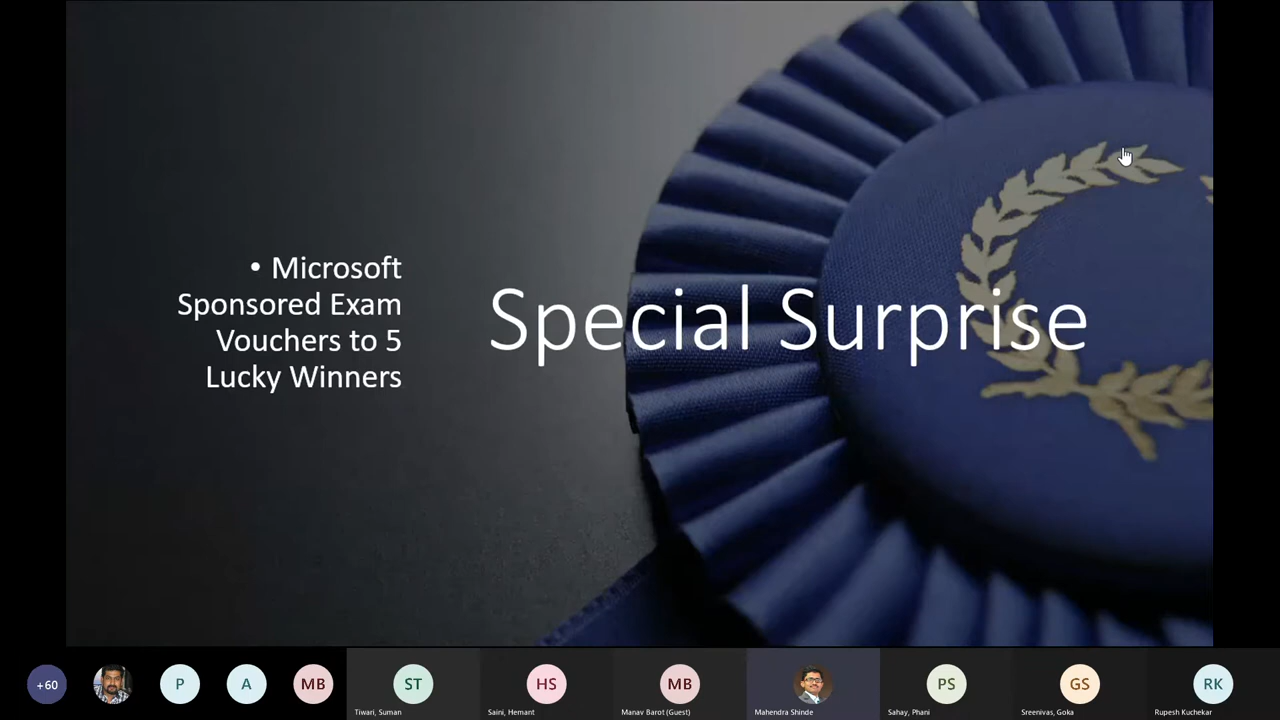 • Microsoft
Sponsored Exam
Vouchers to 5
Lucky Winners
Special Surprise
+60
P
A
MB
ST
Tiwari, Suman
HS
Saini, Hemant
MB
Manav Barot (Guest)
Mahendra Shinde
PS
Sahay, Phani
GS
Sreenivas, Goka
RK
Rupesh Kuchekar